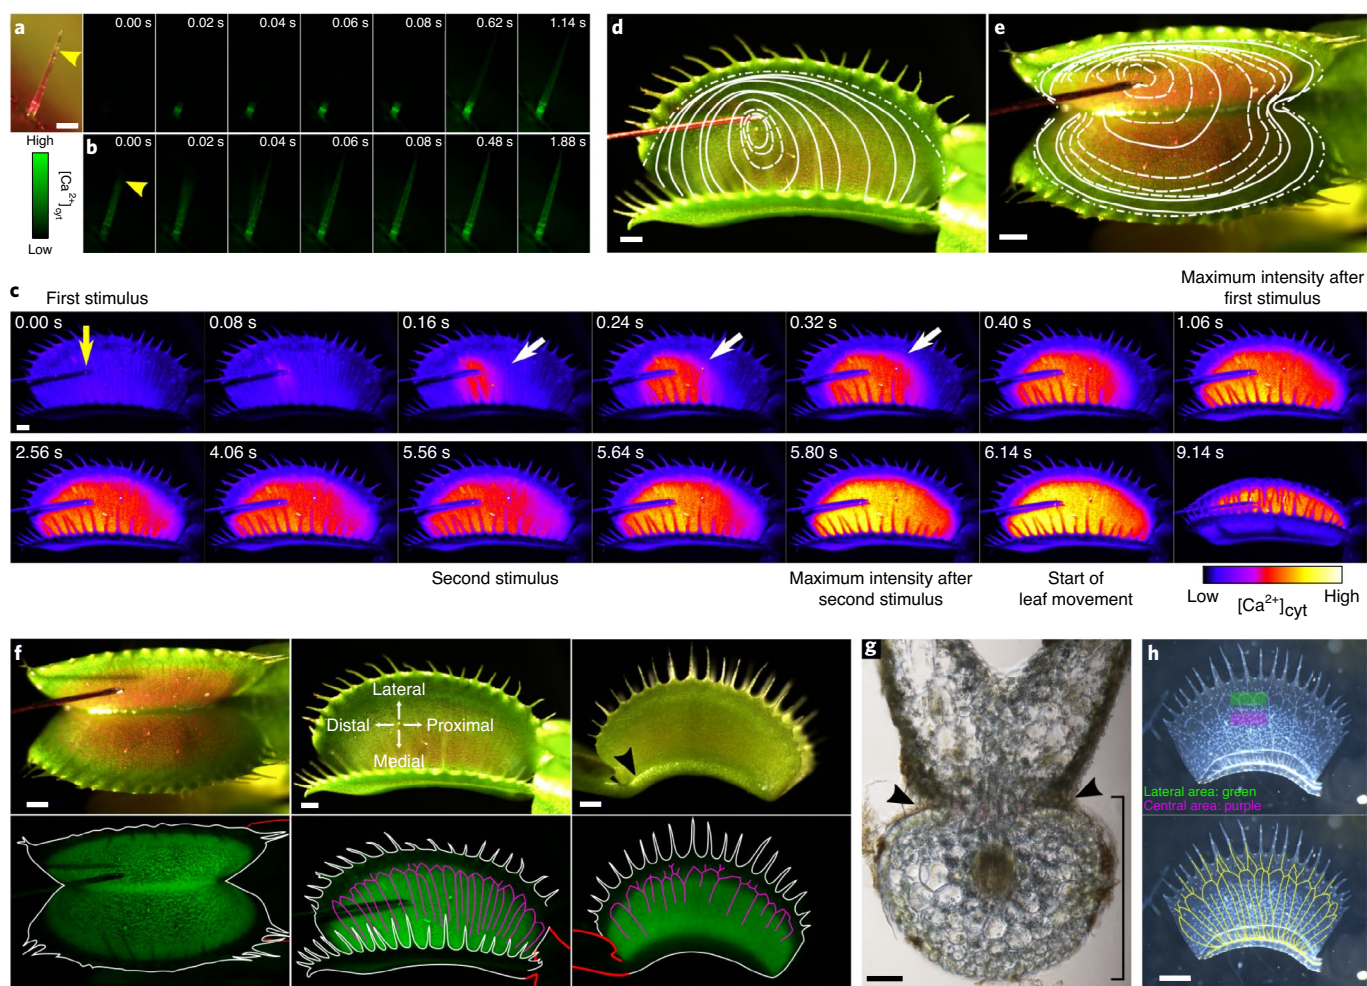 a
0.00 s
0.02 s
0.04 s
0.06 s
0.08 s
0.62 s
1.14 s
High
[Ca2+]cyt
Low
b
0.00 s
0.02 s
0.04 s
0.06 s
0.08 s
0.48 s
1.88 s
d
e
c
First stimulus
Maximum intensity after
first stimulus
0.00 s
0.08 s
0.16 s
0.24 s
0.32 s
0.40 s
1.06 s
2.56 s
4.06 s
5.56 s
5.64 s
5.80 s
6.14 s
9.14 s
Second stimulus
Maximum intensity after
second stimulus
Start of
leaf movement
Low
[Ca2+]cyt
High
f
Lateral
Distal
Proximal
Medial
g
h
Lateral area: green
Central area: purple